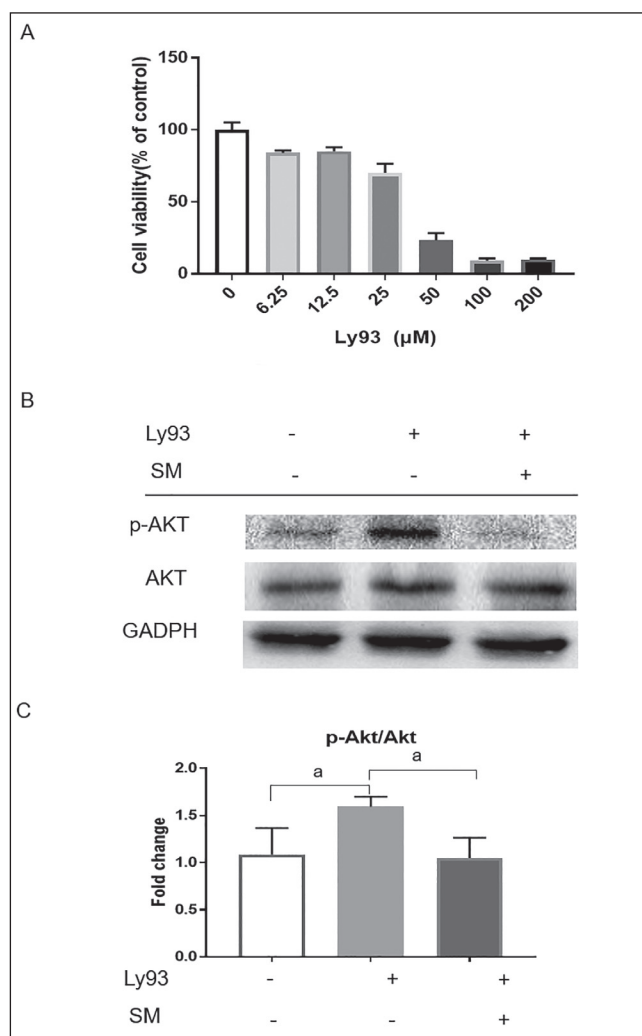 A
Cell viability(% of control)
150
100
50
0
0 6.25 12.5 25 50 100 200
Ly93 (µM)
B
Ly93 - + +
SM - - +
p-AKT
AKT
GADPH
C
p-Akt/Akt
Fold change
2.0
1.5
1.0
0.5
0.0
a a
Ly93 - + +
SM - - +